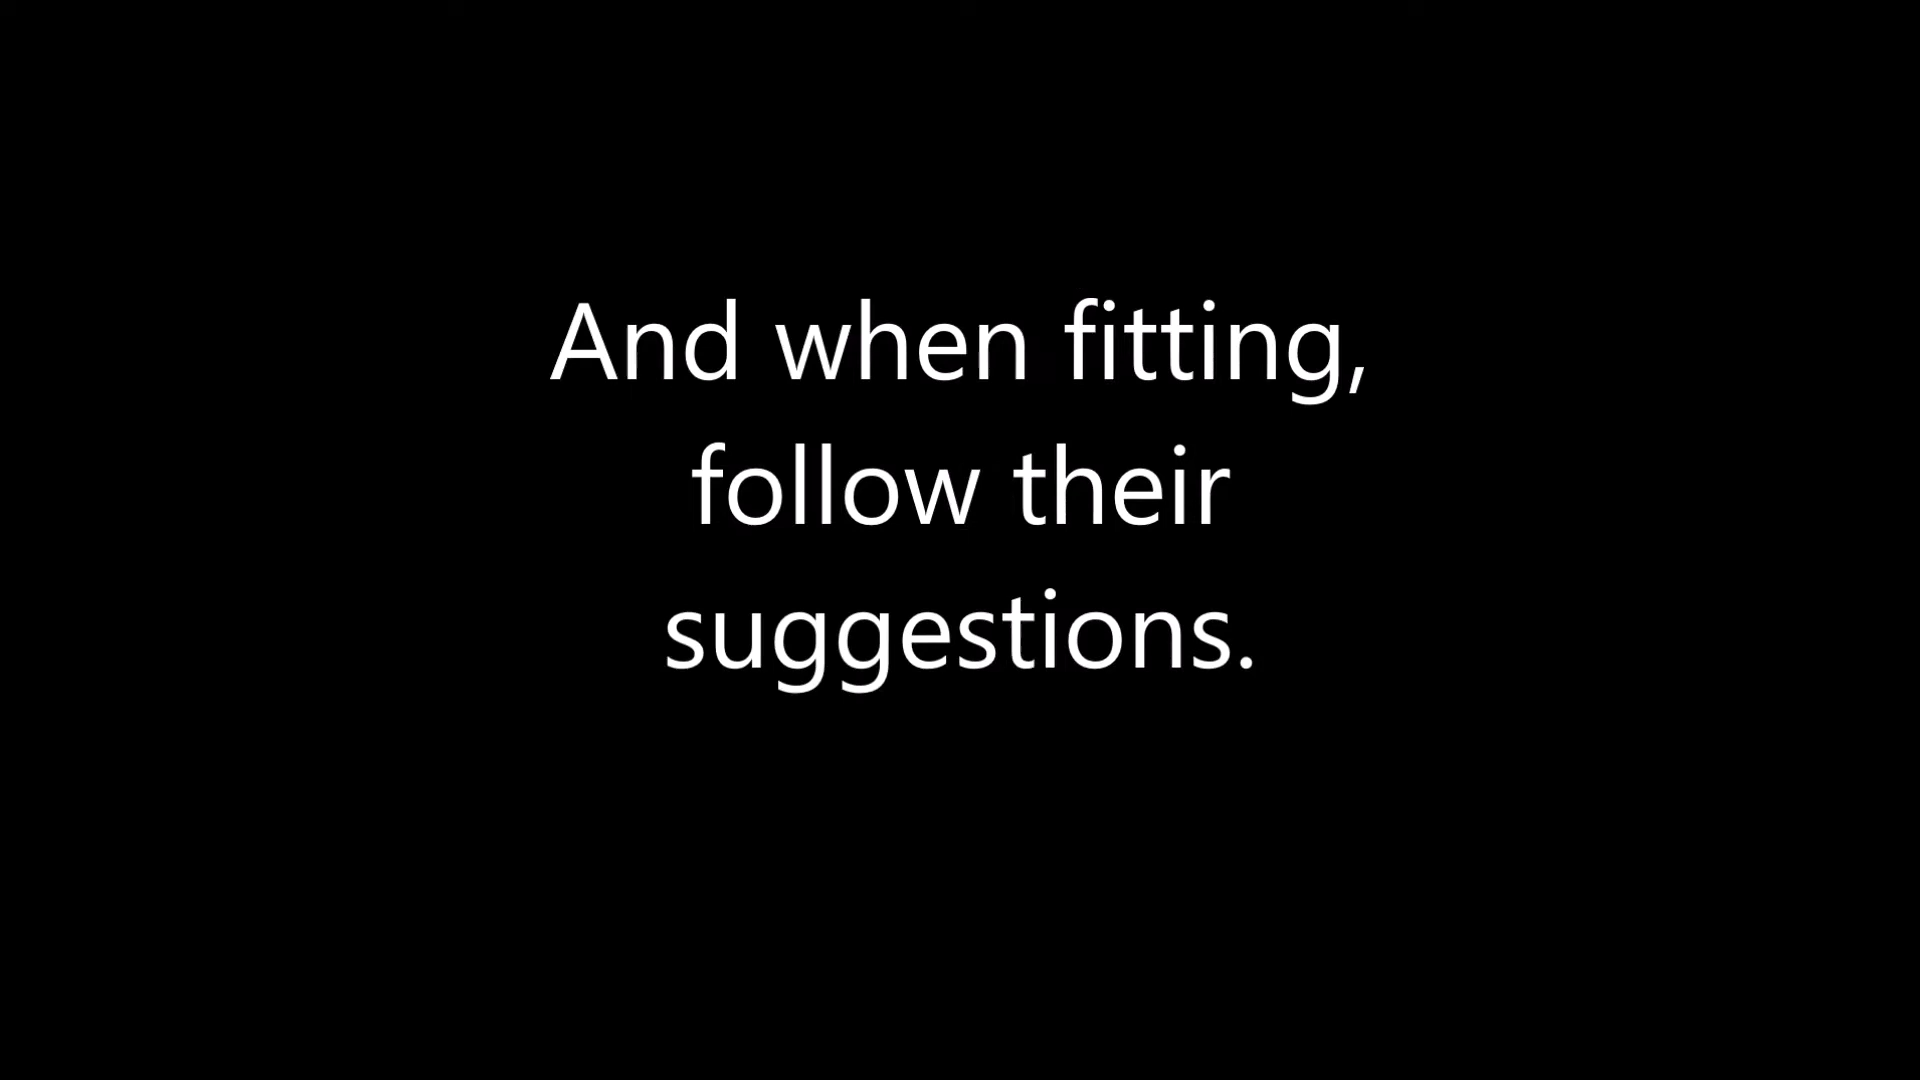 And when fitting,
follow their
suggestions.